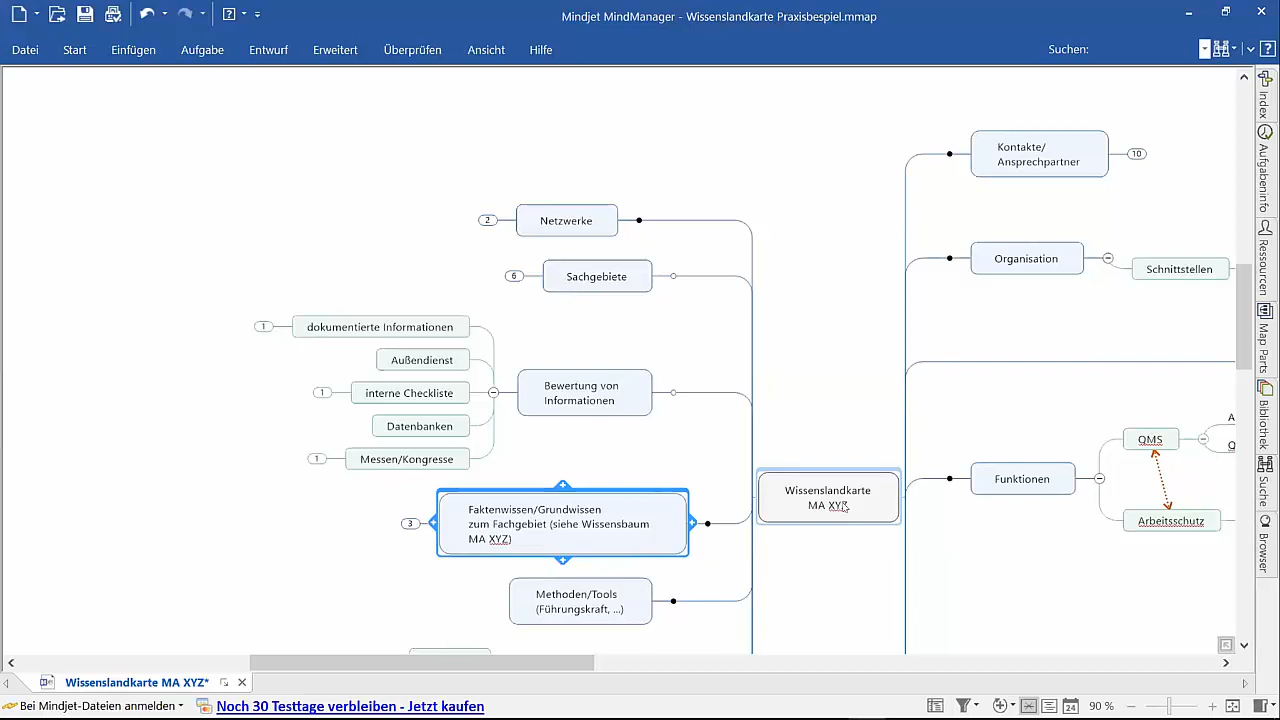 Mindjet MindManager - Wissenslandkarte Praxisbespiel.mmap
Datei Start Einfügen Aufgabe Entwurf Erweitert Überprüfen Ansicht Hilfe Suchen:
Kontakte/
Ansprechpartner
10
2
Netzwerke
Organisation
Schnittstellen
6
Sachgebiete
1
dokumentierte Informationen
Außendienst
Bewertung von
Informationen
1
interne Checkliste
Datenbanken
1
Messen/Kongresse
A
QMS
Q
Funktionen
Arbeitsschutz
Wissenslandkarte
MA XYZ
3
Faktenwissen/Grundwissen
zum Fachgebiet (siehe Wissensbaum
MA XYZ)
Methoden/Tools
(Führungskraft, ...)
Index
Aufgabeninfo
Ressourcen
Map Parts
Bibliothek
Suche
Browser
Wissenslandkarte MA XYZ*
Bei Mindjet-Dateien anmelden
Noch 30 Testtage verbleiben - Jetzt kaufen
24
90 %